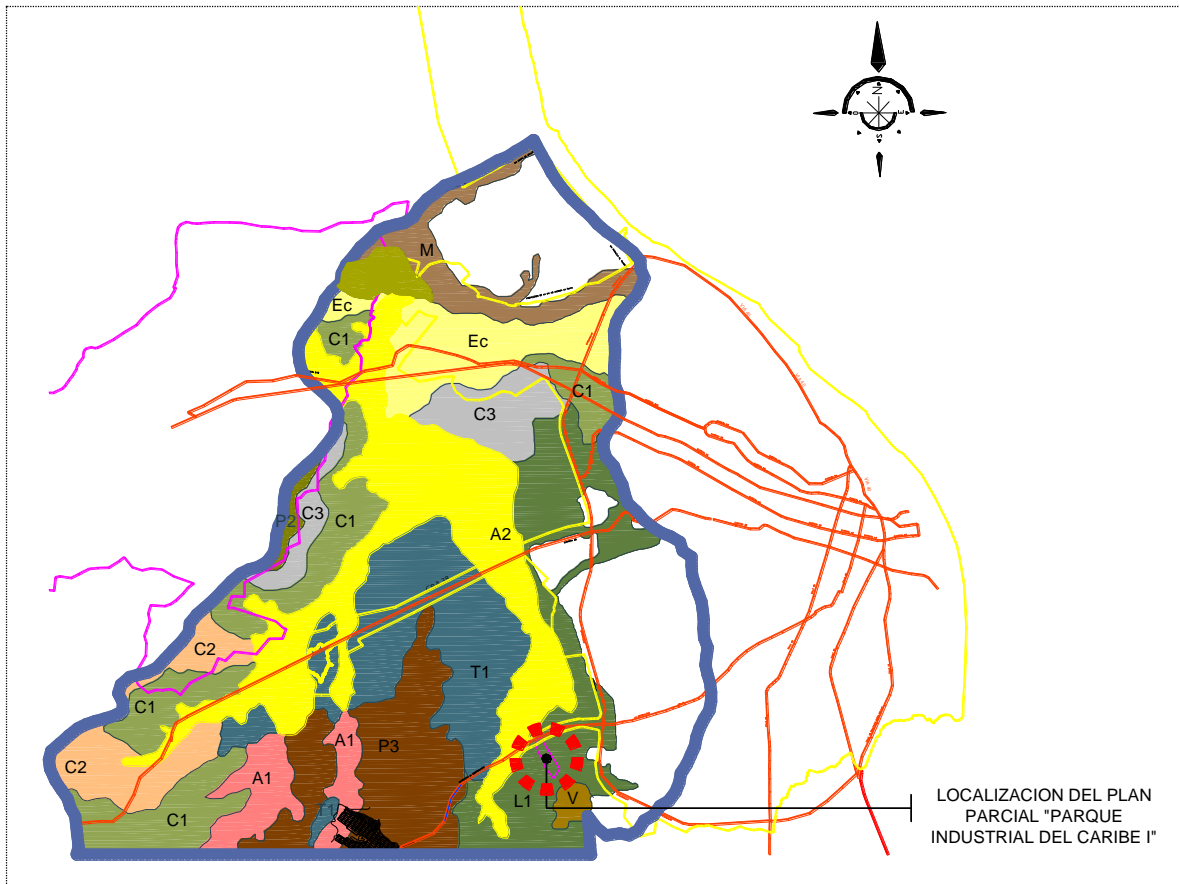 N
O
E
S
M
Ec
C1
Ec
C1
C3
P2
C3
C1
A2
C2
T1
C1
C2
A1
P3
A1
C1
L1
V
LOCALIZACION DEL PLAN
PARCIAL "PARQUE
INDUSTRIAL DEL CARIBE I"